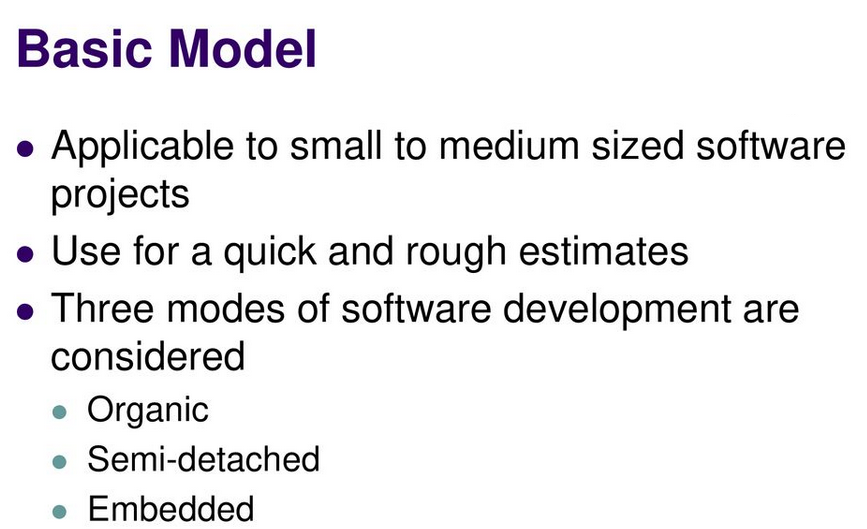 Basic Model
● Applicable to small to medium sized software
projects
● Use for a quick and rough estimates
● Three modes of software development are
considered
● Organic
● Semi-detached
● Embedded